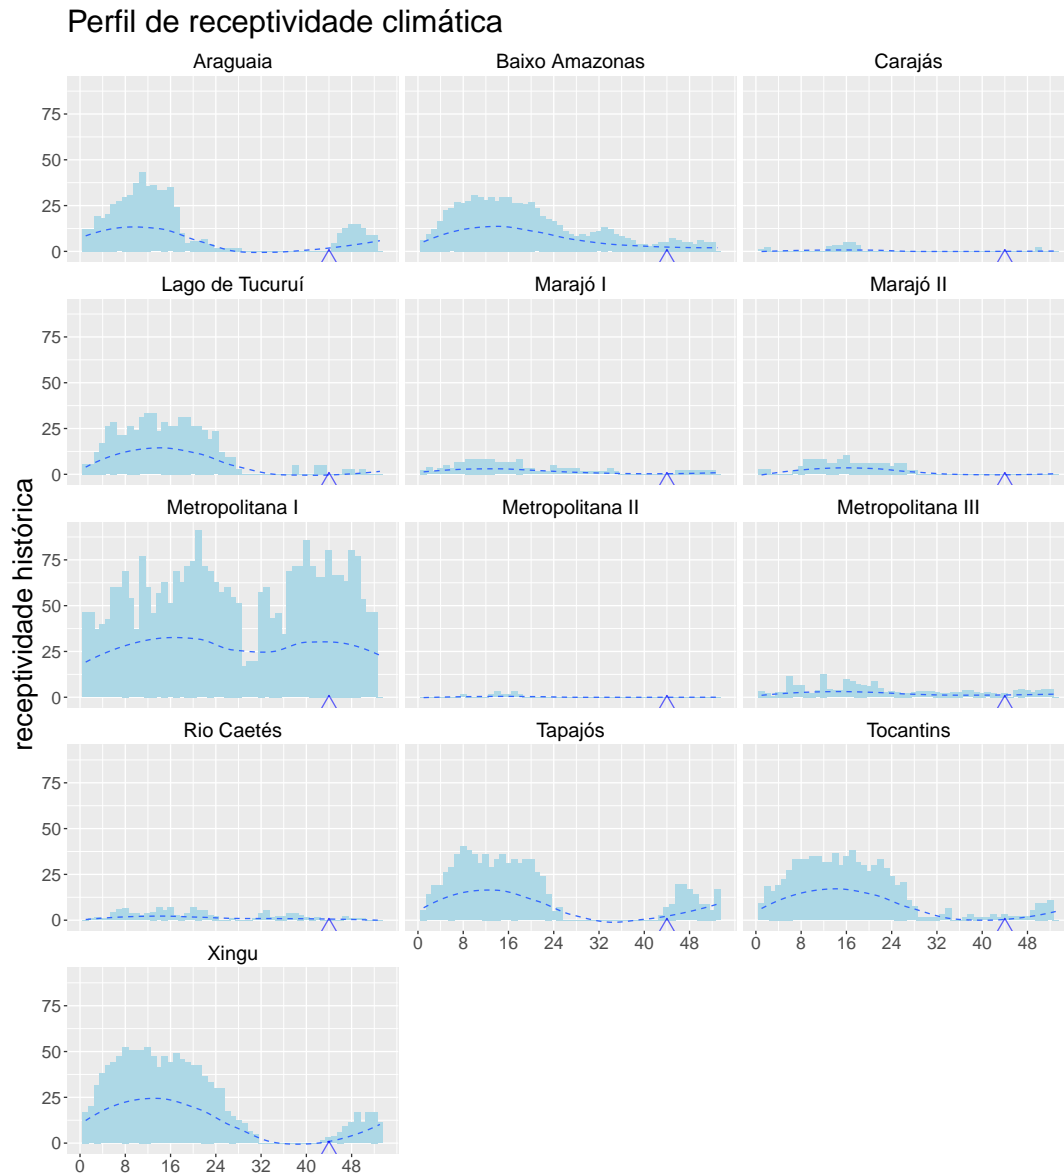 Perfil de receptividade climática
receptividade histórica
Araguaia Baixo Amazonas Carajás
75
50
25
0
Lago de Tucuruí Marajó I Marajó II
75
50
25
0
Metropolitana I Metropolitana II Metropolitana III
75
50
25
0
Rio Caetés Tapajós Tocantins
75
50
25
0
0 8 16 24 32 40 48 0 8 16 24 32 40 48
Xingu
75
50
25
0
0 8 16 24 32 40 48